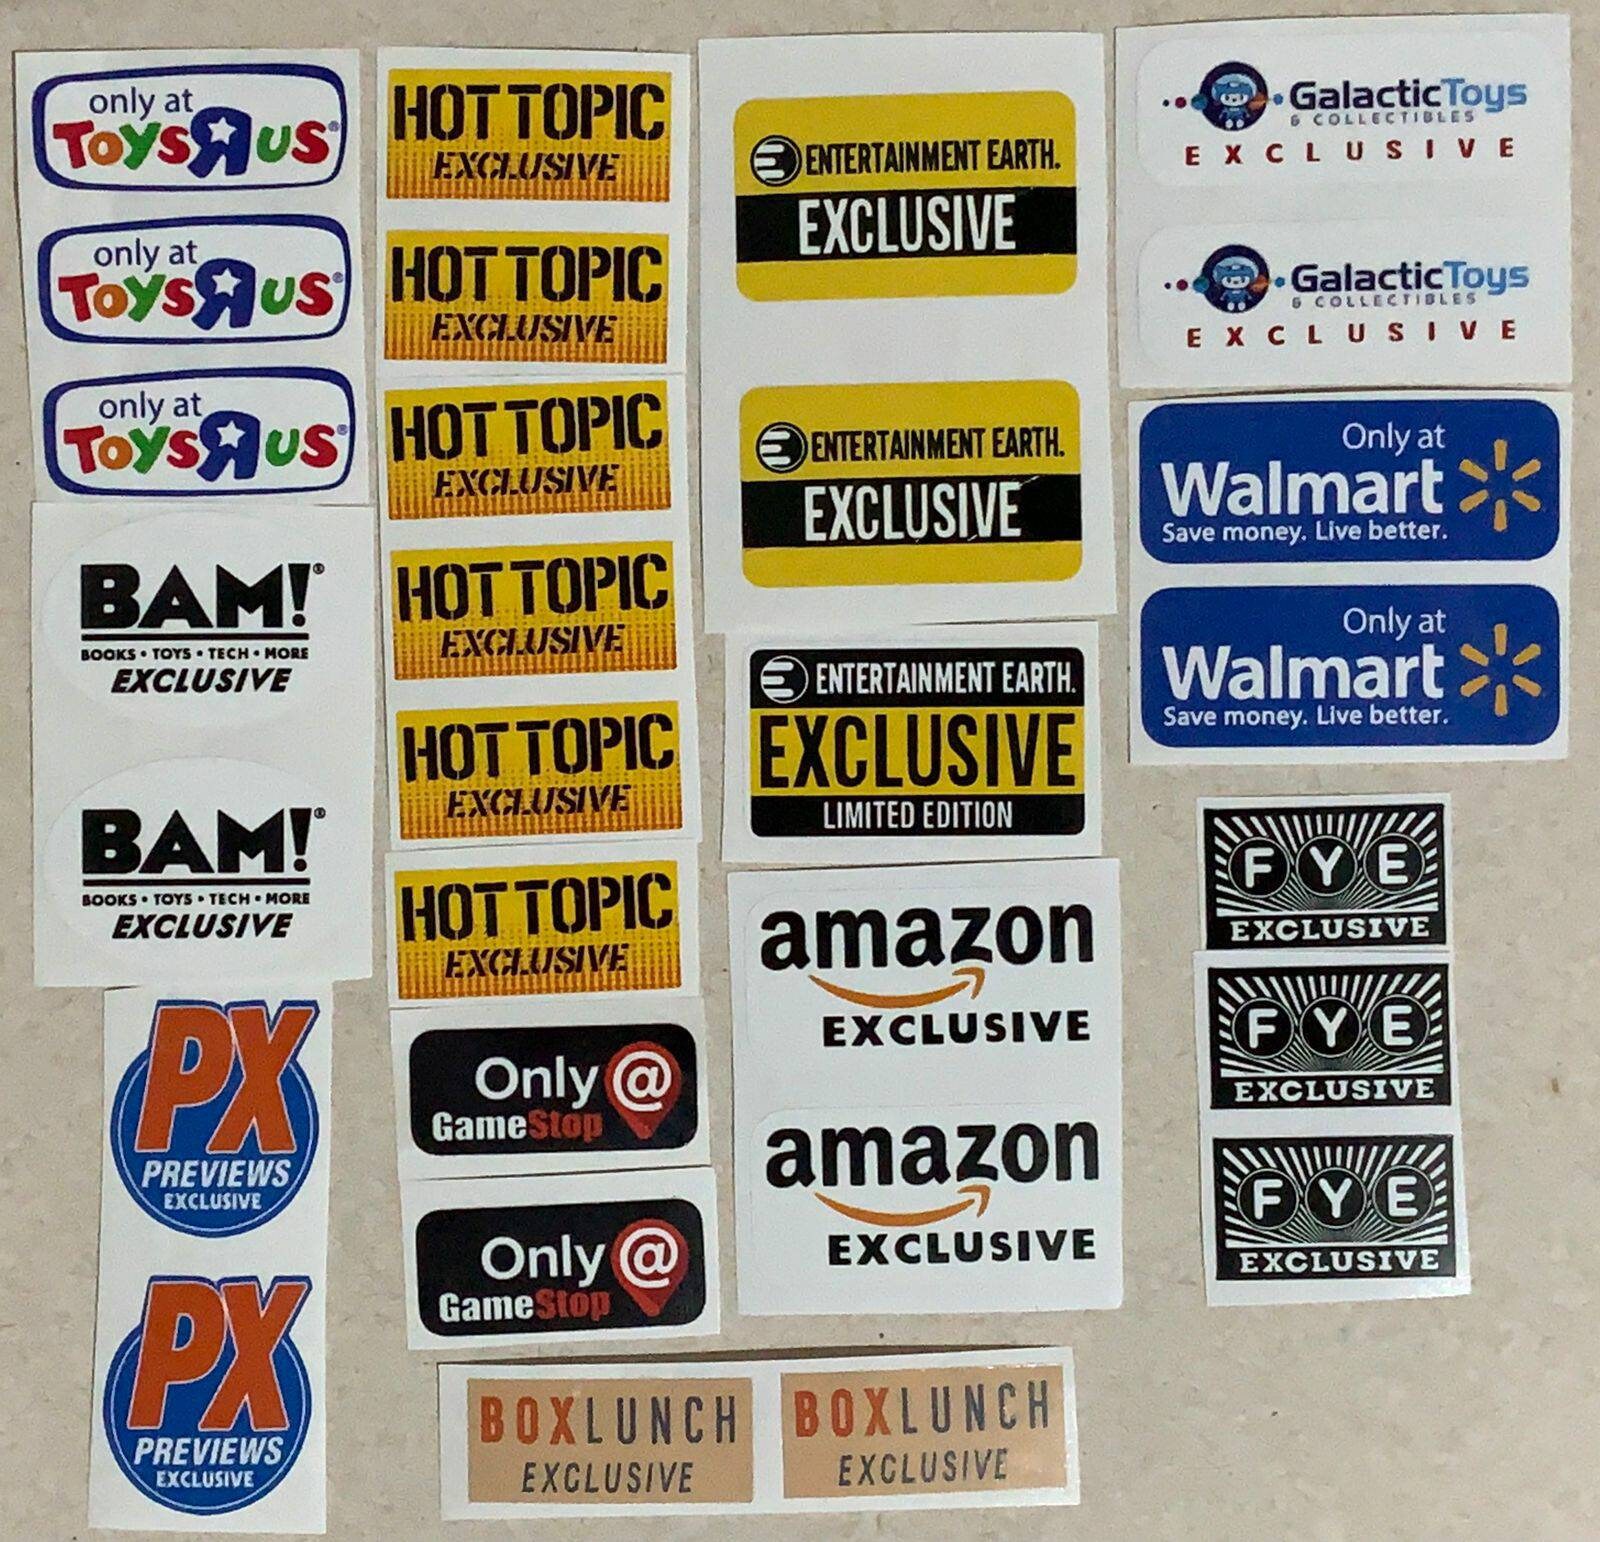 only at
ToysЯus®
only at
ToysЯus®
only at
ToysЯus®
BAM!®
BOOKS • TOYS • TECH • MORE
EXCLUSIVE
BAM!®
BOOKS • TOYS • TECH • MORE
EXCLUSIVE
PX
PREVIEWS
EXCLUSIVE
PX
PREVIEWS
EXCLUSIVE
HOT TOPIC
EXCLUSIVE
HOT TOPIC
EXCLUSIVE
HOT TOPIC
EXCLUSIVE
HOT TOPIC
EXCLUSIVE
HOT TOPIC
EXCLUSIVE
HOT TOPIC
EXCLUSIVE
Only @
GameStop
Only @
GameStop
BOXLUNCH
EXCLUSIVE
BOXLUNCH
EXCLUSIVE
E ENTERTAINMENT EARTH.
EXCLUSIVE
E ENTERTAINMENT EARTH.
EXCLUSIVE
E ENTERTAINMENT EARTH.
EXCLUSIVE
LIMITED EDITION
amazon
EXCLUSIVE
amazon
EXCLUSIVE
GalacticToys
& COLLECTIBLES
EXCLUSIVE
GalacticToys
& COLLECTIBLES
EXCLUSIVE
Only at
Walmart
Save money. Live better.
Only at
Walmart
Save money. Live better.
FYE
EXCLUSIVE
FYE
EXCLUSIVE
FYE
EXCLUSIVE